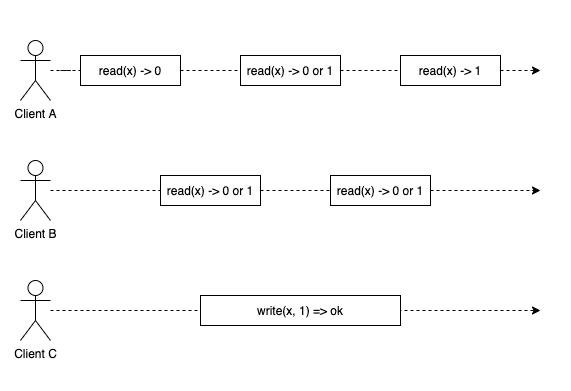 read(x) -> 0
read(x) -> 0 or 1
read(x) -> 1
Client A
read(x) -> 0 or 1
read(x) -> 0 or 1
Client B
write(x, 1) => ok
Client C